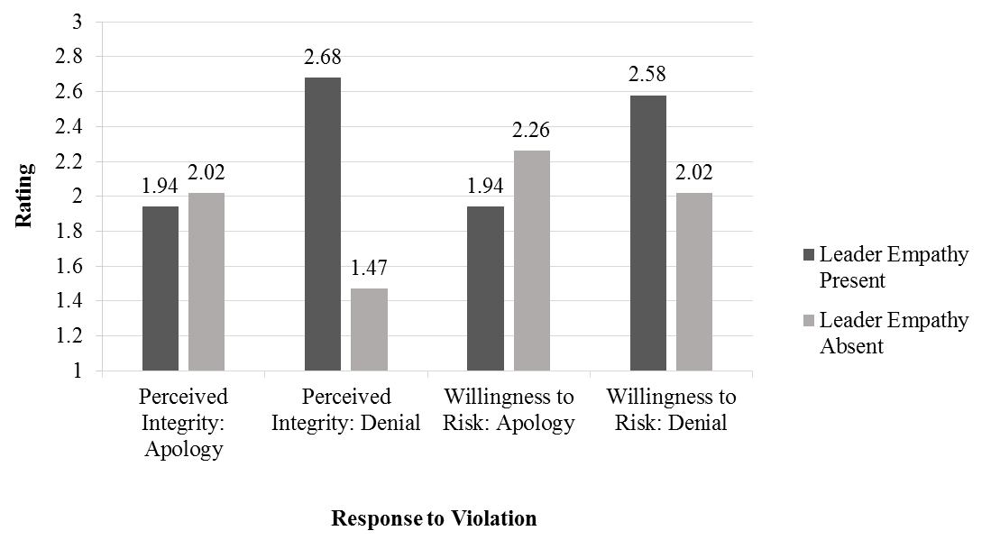 3
2.8
2.6
2.4
2.2
2
1.8
1.6
1.4
1.2
1
Rating
1.94
2.02
2.68
1.47
1.94
2.26
2.58
2.02
Perceived
Integrity:
Apology
Perceived
Integrity: Denial
Willingness to
Risk: Apology
Willingness to
Risk: Denial
Response to Violation
Leader Empathy
Present
Leader Empathy
Absent